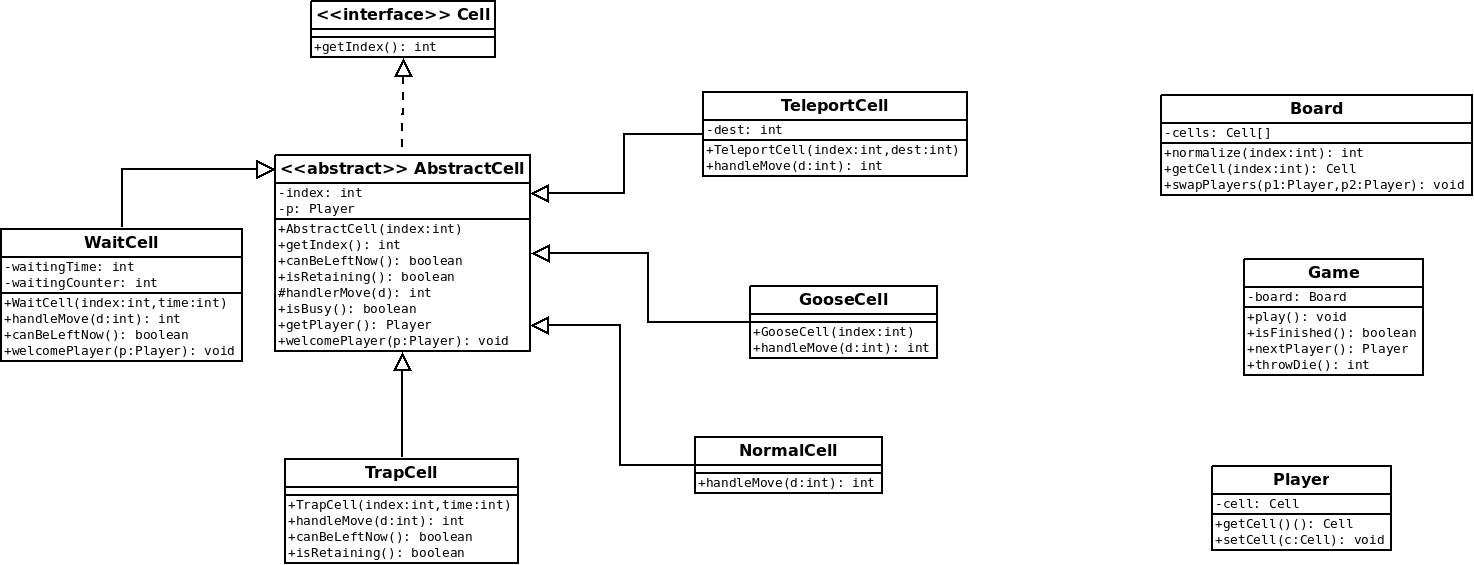 <<interface>> Cell
+getIndex(): int
<<abstract>> AbstractCell
-index: int
-p: Player
+AbstractCell(index:int)
+getIndex(): int
+canBeLeftNow(): boolean
+isRetaining(): boolean
#handlerMove(d): int
+isBusy(): boolean
+getPlayer(): Player
+welcomePlayer(p:Player): void
WaitCell
-waitingTime: int
-waitingCounter: int
+WaitCell(index:int,time:int)
+handleMove(d:int): int
+canBeLeftNow(): boolean
+welcomePlayer(p:Player): void
TrapCell
+TrapCell(index:int,time:int)
+handleMove(d:int): int
+canBeLeftNow(): boolean
+isRetaining(): boolean
TeleportCell
-dest: int
+TeleportCell(index:int,dest:int)
+handleMove(d:int): int
GooseCell
+GooseCell(index:int)
+handleMove(d:int): int
NormalCell
+handleMove(d:int): int
Board
-cells: Cell[]
+normalize(index:int): int
+getCell(index:int): Cell
+swapPlayers(p1:Player,p2:Player): void
Game
-board: Board
+play(): void
+isFinished(): boolean
+nextPlayer(): Player
+throwDie(): int
Player
-cell: Cell
+getCell()(): Cell
+setCell(c:Cell): void